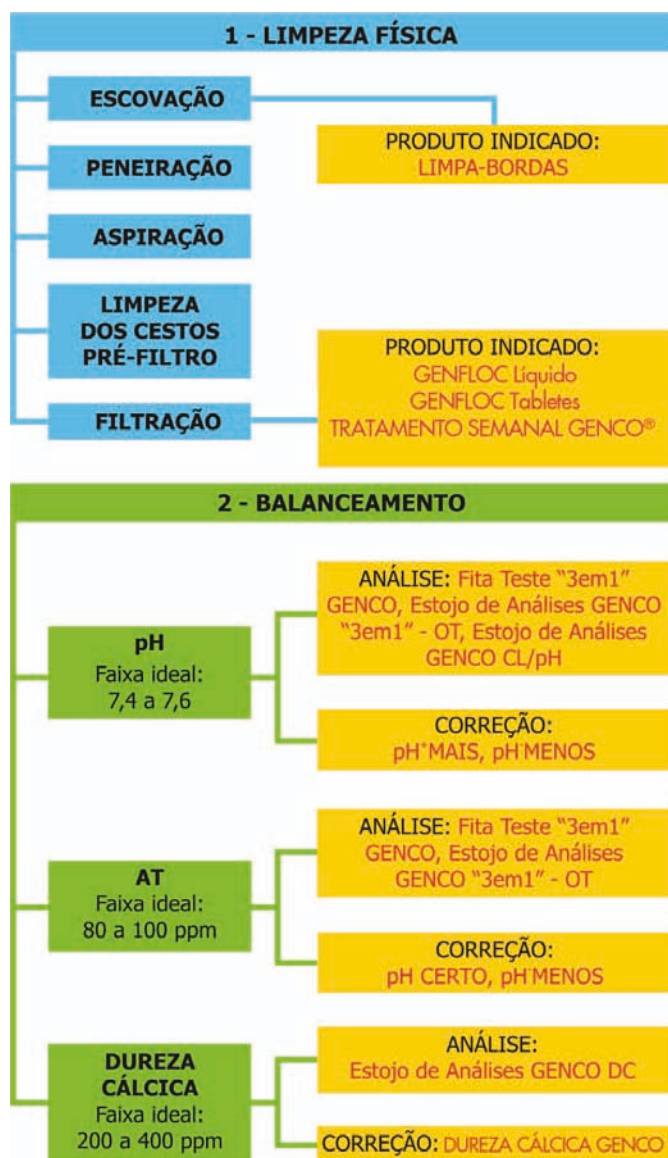 1 - LIMPEZA FÍSICA
ESCOVAÇÃO
PRODUTO INDICADO:
LIMPA-BORDAS
PENEIRAÇÃO
ASPIRAÇÃO
LIMPEZA
DOS CESTOS
PRÉ-FILTRO
FILTRAÇÃO
PRODUTO INDICADO:
GENFLOC Líquido
GENFLOC Tabletes
TRATAMENTO SEMANAL GENCO®
2 - BALANCEAMENTO
pH
Faixa ideal:
7,4 a 7,6
ANÁLISE: Fita Teste “3em1”
GENCO, Estojo de Análises GENCO
“3em1” - OT, Estojo de Análises
GENCO CL/pH
CORREÇÃO:
pH⁺MAIS, pH⁻MENOS
AT
Faixa ideal:
80 a 100 ppm
ANÁLISE: Fita Teste “3em1”
GENCO, Estojo de Análises
GENCO “3em1” - OT
CORREÇÃO:
pH CERTO, pH⁻MENOS
DUREZA
CÁLCICA
Faixa ideal:
200 a 400 ppm
ANÁLISE:
Estojo de Análises GENCO DC
CORREÇÃO: DUREZA CÁLCICA GENCO